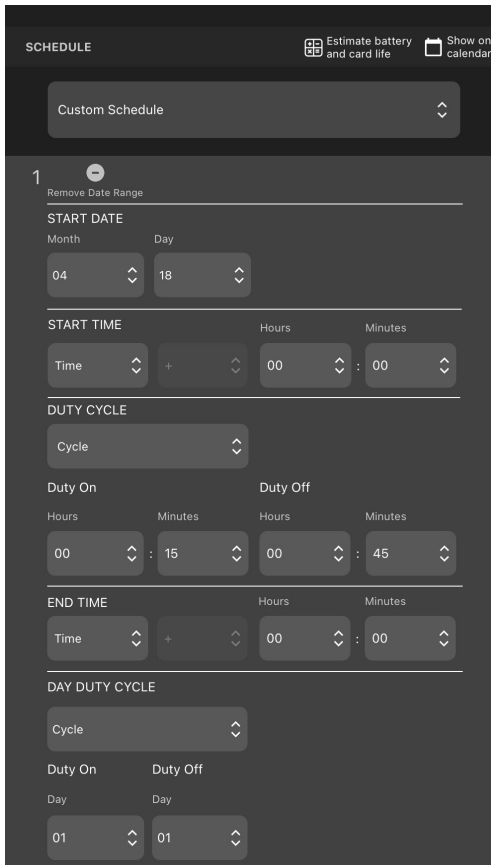 SCHEDULE
Estimate battery
and card life
Show on
calendar
Custom Schedule
1
Remove Date Range
START DATE
Month Day
04 18
START TIME Hours Minutes
Time + 00 : 00
DUTY CYCLE
Cycle
Duty On Duty Off
Hours Minutes Hours Minutes
00 : 15 00 : 45
END TIME Hours Minutes
Time + 00 : 00
DAY DUTY CYCLE
Cycle
Duty On Duty Off
Day Day
01 01